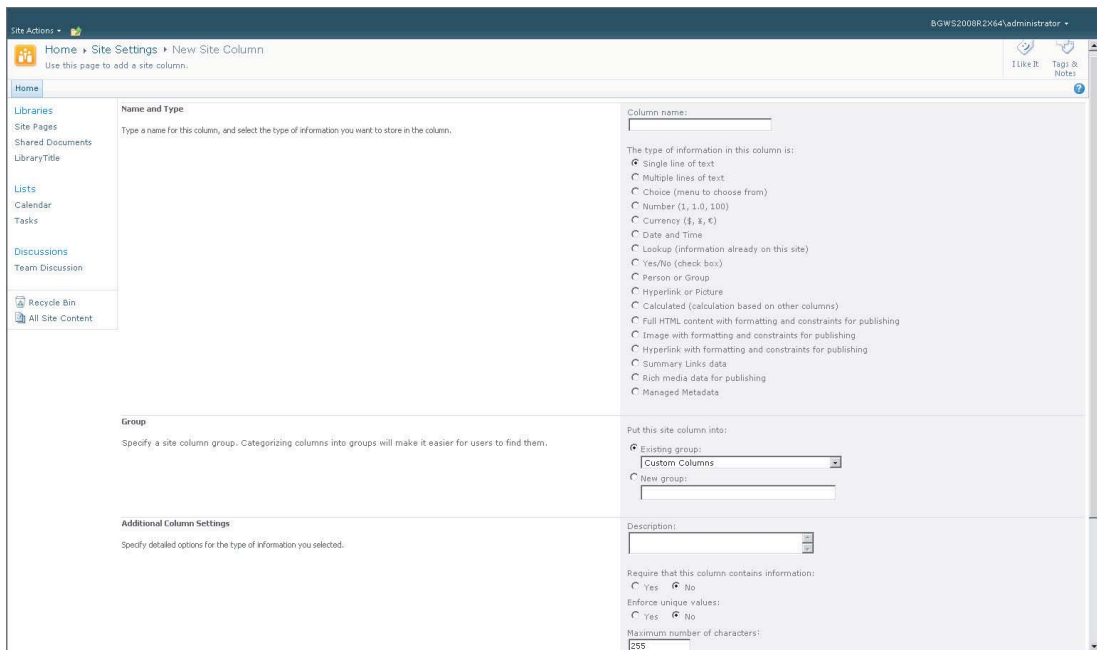 BGWS2008R2X64\administrator
Site Actions
Home Site Settings New Site Column
Use this page to add a site column.
I Like It
Tags & Notes
Home
Libraries
Site Pages
Shared Documents
LibraryTitle
Lists
Calendar
Tasks
Discussions
Team Discussion
Recycle Bin
All Site Content
Name and Type
Type a name for this column, and select the type of information you want to store in the column.
Column name:
The type of information in this column is:
Single line of text
Multiple lines of text
Choice (menu to choose from)
Number (1, 1.0, 100)
Currency ($, ¥, €)
Date and Time
Lookup (information already on this site)
Yes/No (check box)
Person or Group
Hyperlink or Picture
Calculated (calculation based on other columns)
Full HTML content with formatting and constraints for publishing
Image with formatting and constraints for publishing
Hyperlink with formatting and constraints for publishing
Summary Links data
Rich media data for publishing
Managed Metadata
Group
Specify a site column group. Categorizing columns into groups will make it easier for users to find them.
Put this site column into:
Existing group:
Custom Columns
New group:
Additional Column Settings
Specify detailed options for the type of information you selected.
Description:
Require that this column contains information:
Yes No
Enforce unique values:
Yes No
Maximum number of characters:
255